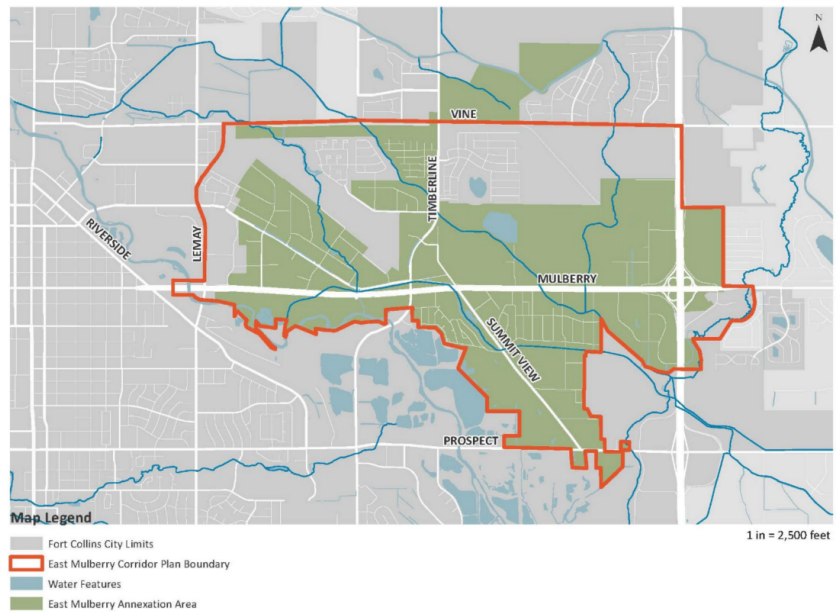 N
VINE
TIMBERLINE
RIVERSIDE
LEMAY
MULBERRY
SUMMIT VIEW
PROSPECT
Map Legend
1 in = 2,500 feet
Fort Collins City Limits
East Mulberry Corridor Plan Boundary
Water Features
East Mulberry Annexation Area